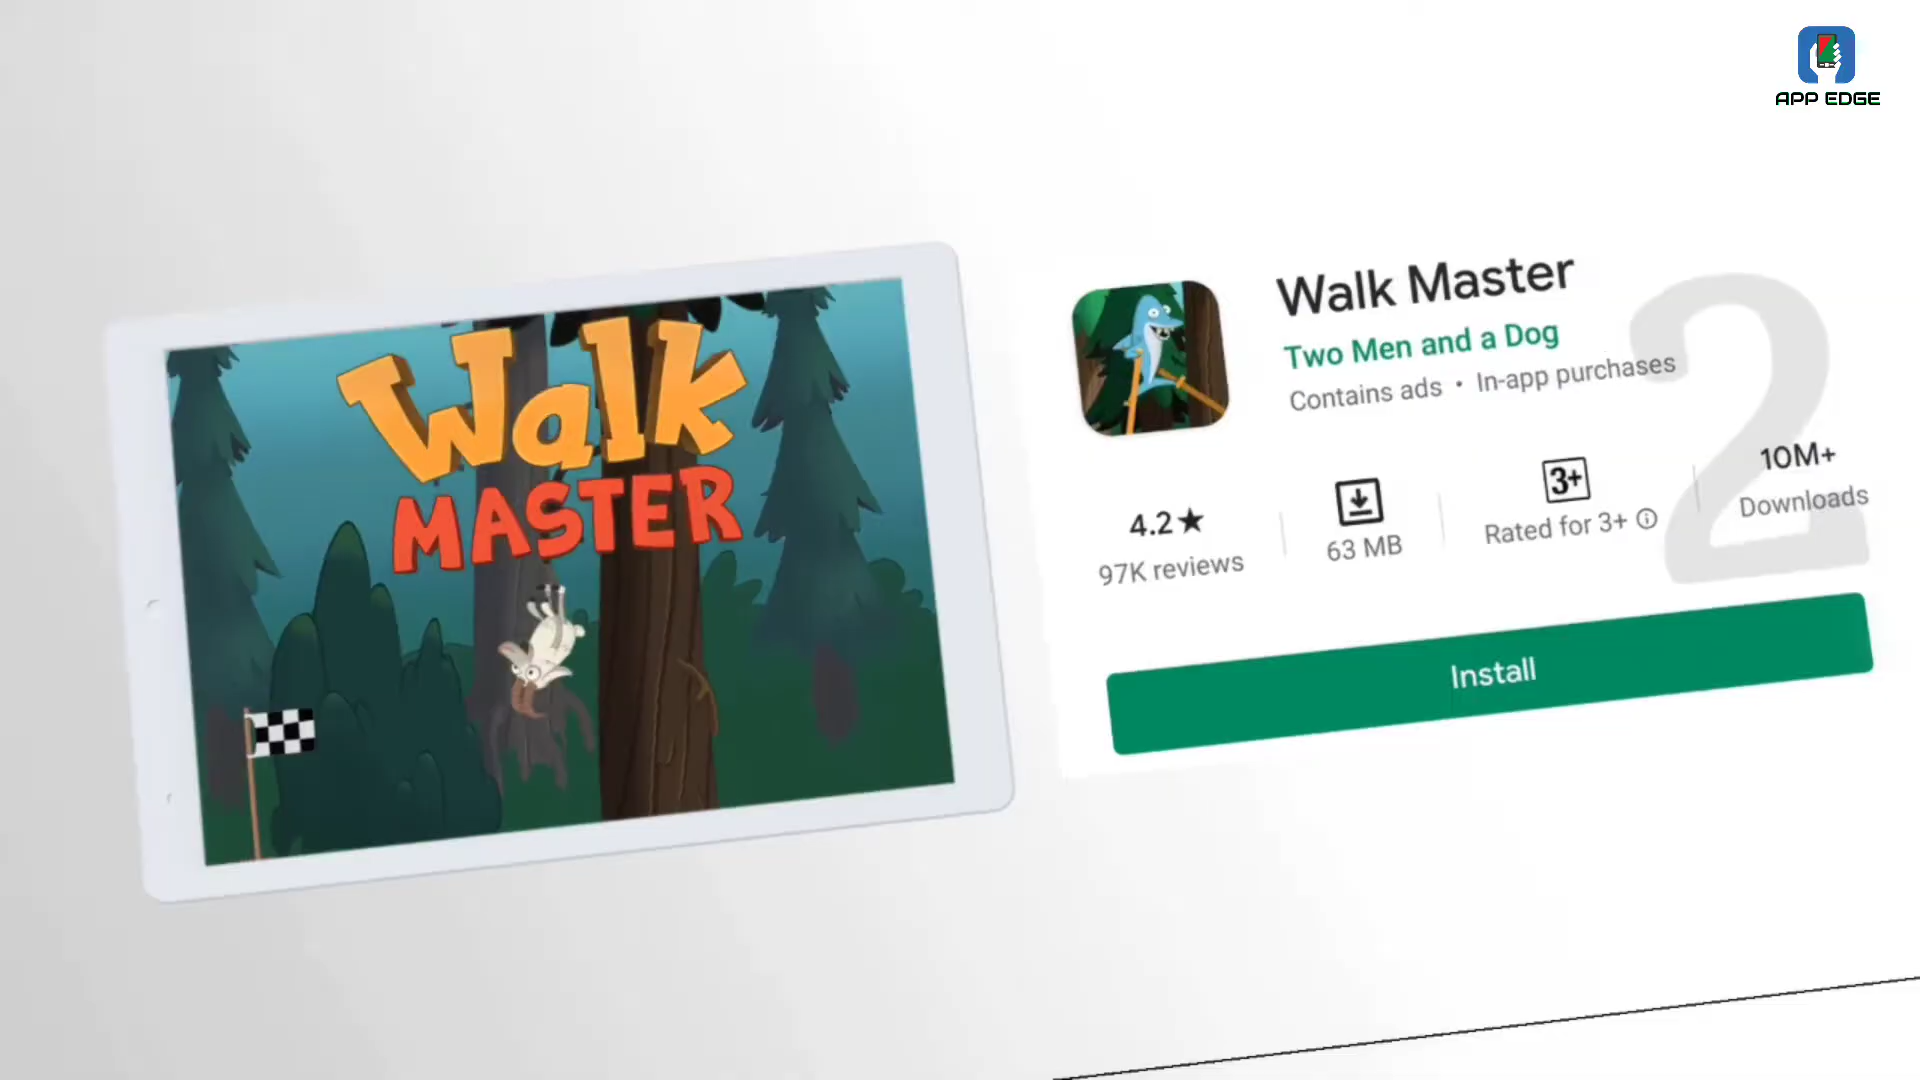 APP EDGE
Walk
MASTER
Walk Master
Two Men and a Dog
Contains ads • In-app purchases
2
4.2★
97K reviews
63 MB
3+
Rated for 3+
10M+
Downloads
Install